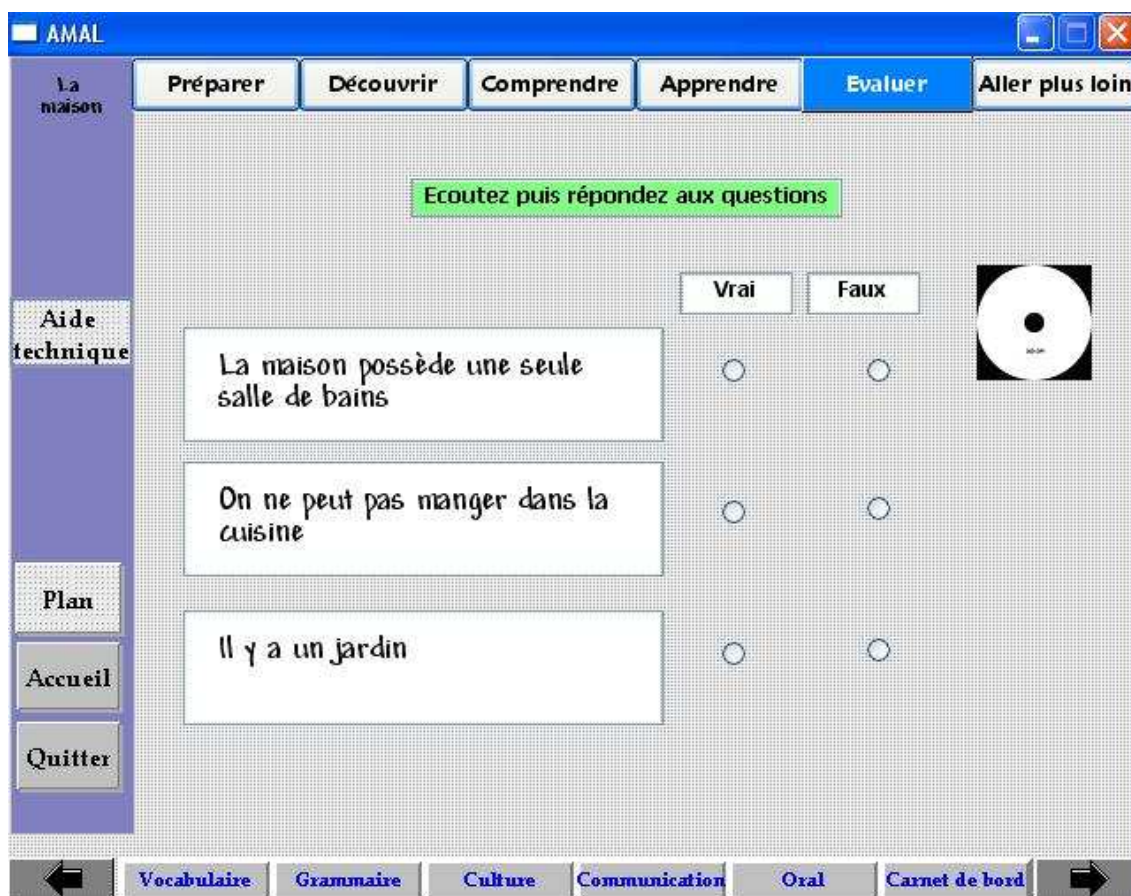 AMAL
La
maison
Préparer
Découvrir
Comprendre
Apprendre
Evaluer
Aller plus loin
Ecoutez puis répondez aux questions
Vrai
Faux
Aide
technique
La maison possède une seule
salle de bains
On ne peut pas manger dans la
cuisine
Il y a un jardin
Plan
Accueil
Quitter
Vocabulaire
Grammaire
Culture
Communication
Oral
Carnet de bord